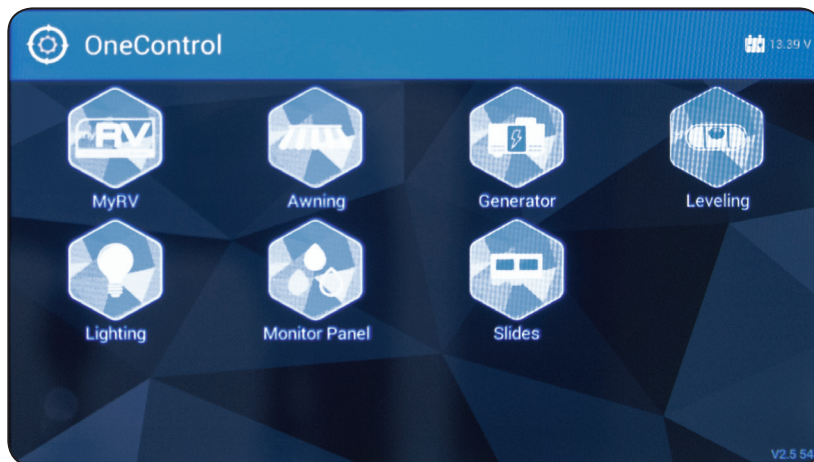 OneControl
13.39 V
RV
MyRV
Awning
Generator
Leveling
Lighting
Monitor Panel
Slides
V2.5 54